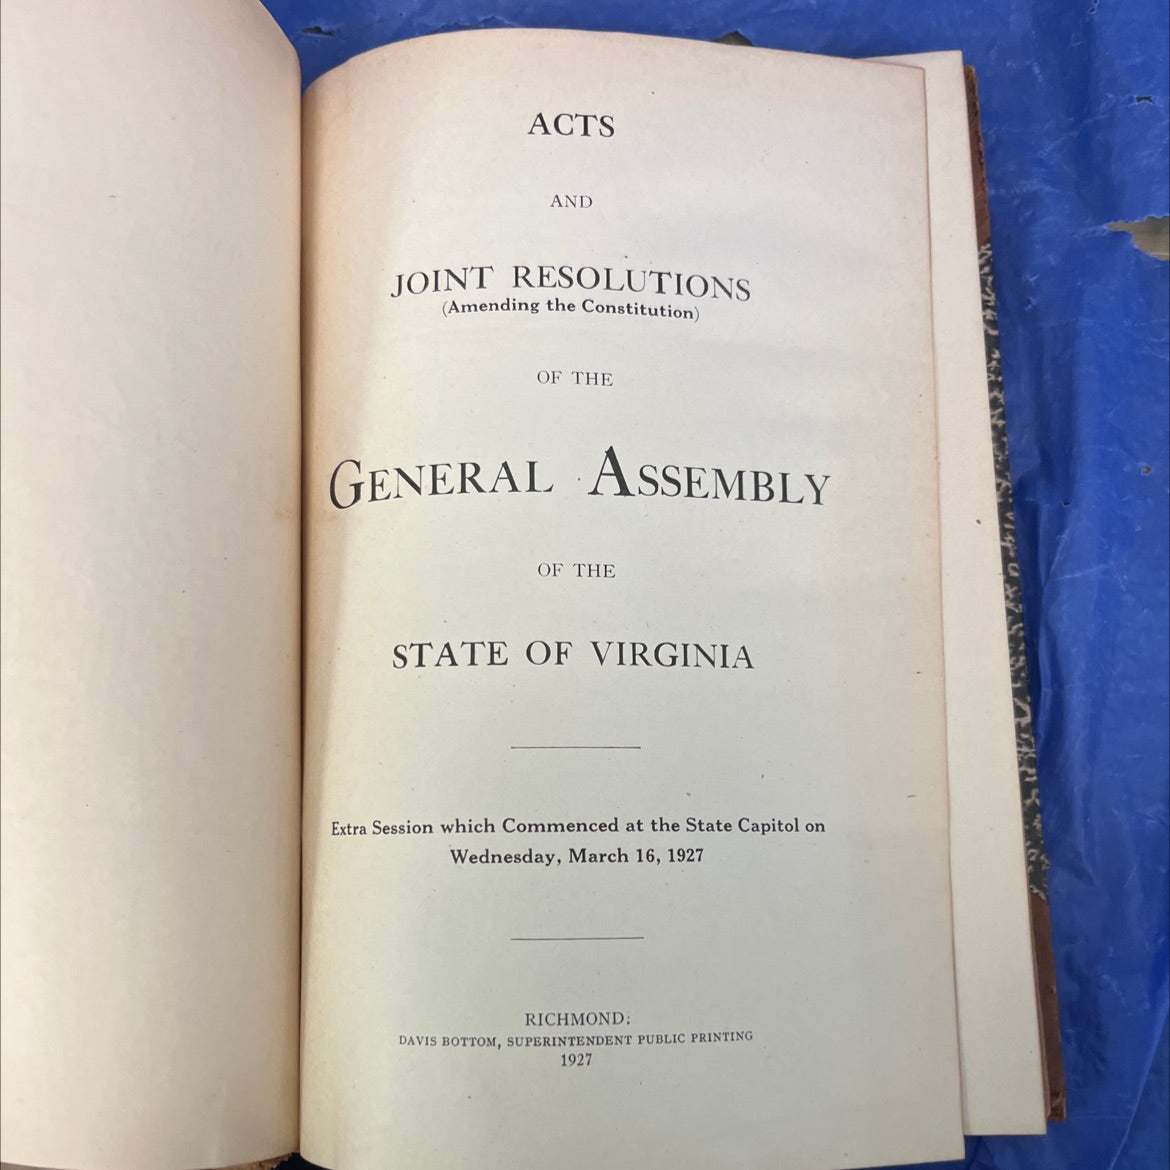 ACTS
AND
JOINT RESOLUTIONS
(Amending the Constitution)
OF THE
GENERAL ASSEMBLY
OF THE
STATE OF VIRGINIA
Extra Session which Commenced at the State Capitol on
Wednesday, March 16, 1927
RICHMOND:
DAVIS BOTTOM, SUPERINTENDENT PUBLIC PRINTING
1927